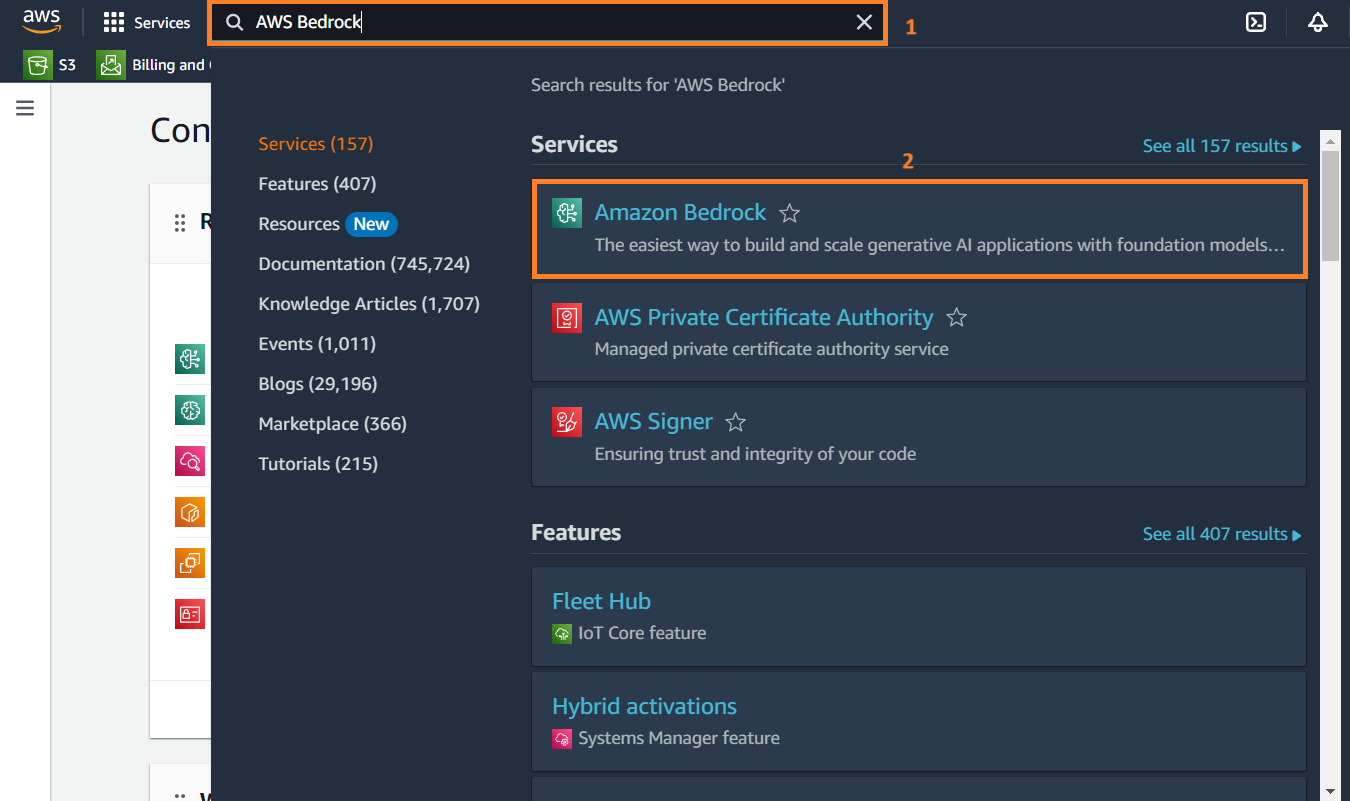 aws
Services
AWS Bedrock
1
S3
Billing and
Search results for 'AWS Bedrock'
Con
Services (157)
Features (407)
Resources New
Documentation (745,724)
Knowledge Articles (1,707)
Events (1,011)
Blogs (29,196)
Marketplace (366)
Tutorials (215)
Services
See all 157 results
2
Amazon Bedrock
The easiest way to build and scale generative AI applications with foundation models…
AWS Private Certificate Authority
Managed private certificate authority service
AWS Signer
Ensuring trust and integrity of your code
Features
See all 407 results
Fleet Hub
IoT Core feature
Hybrid activations
Systems Manager feature